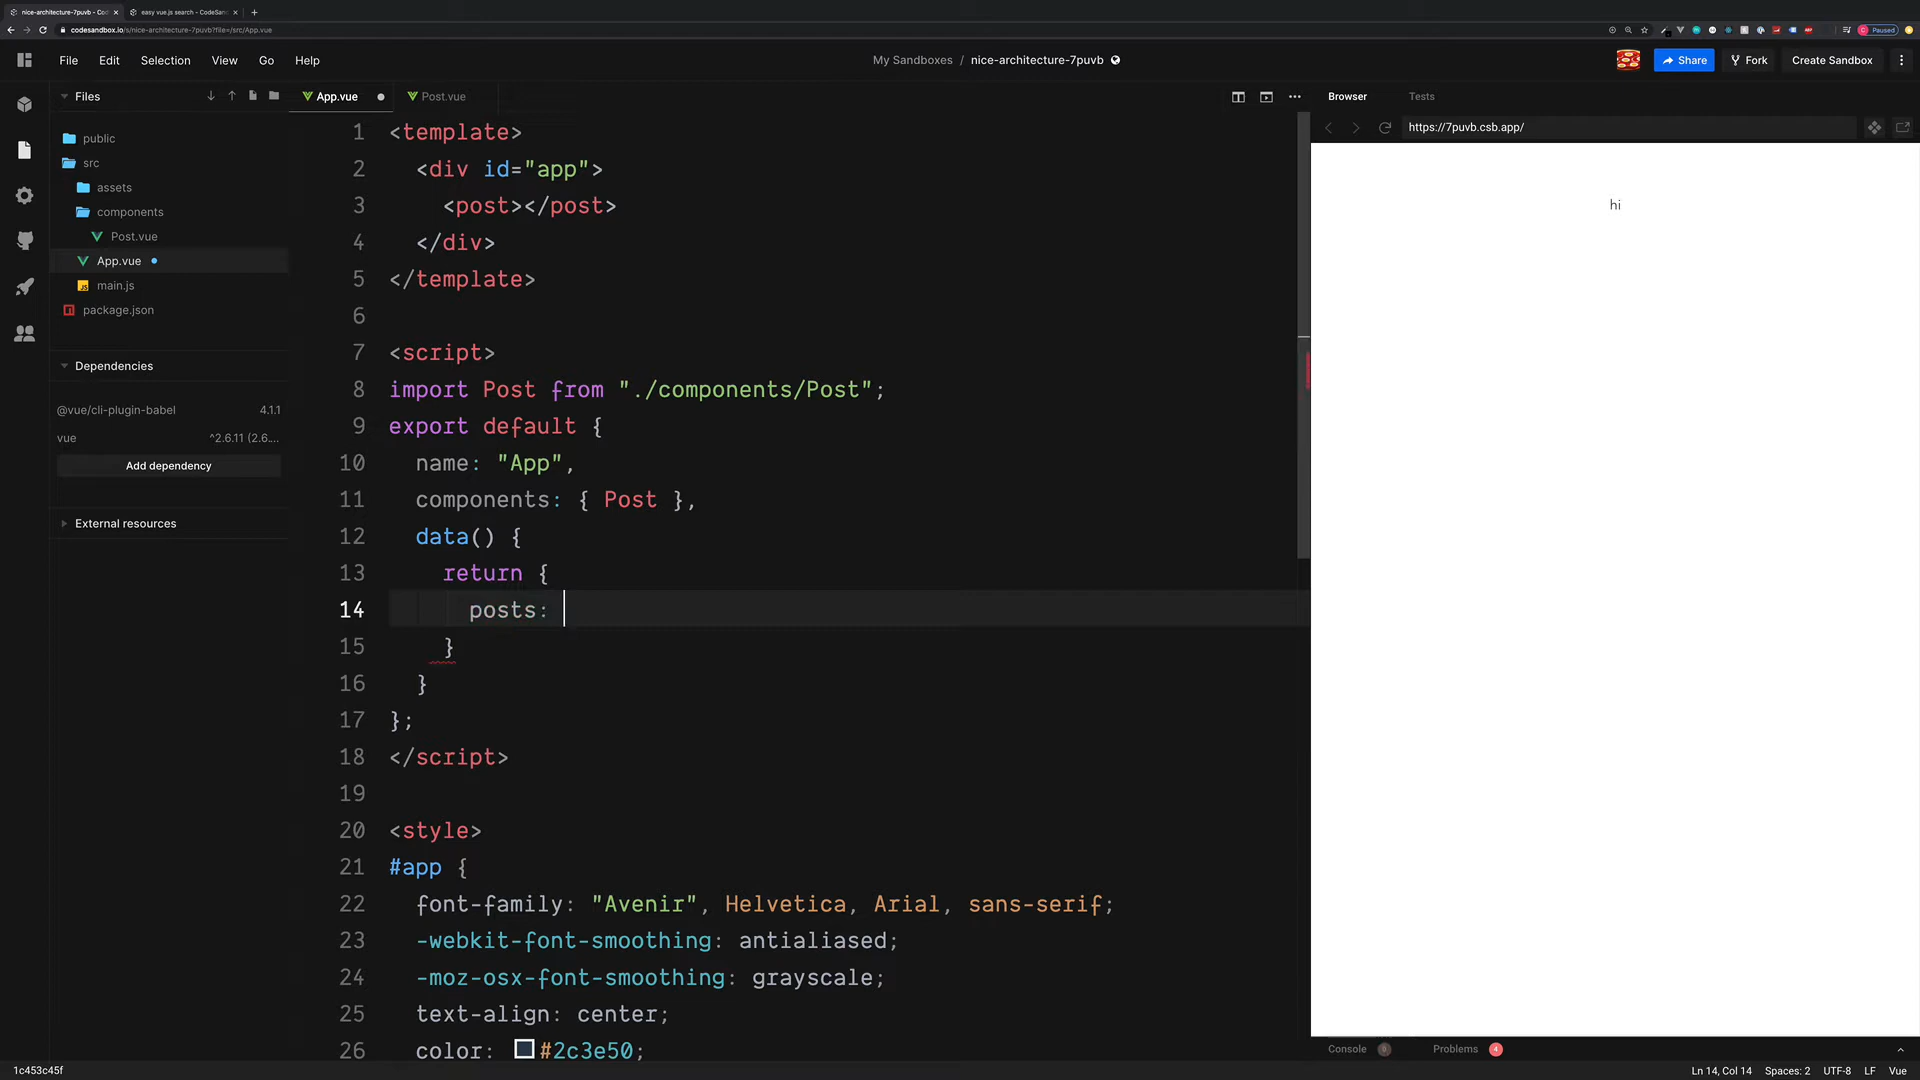 nice-architecture-7puvb - Cod
easy vue.js search - CodeSan
codesandbox.io/s/nice-architecture-7puvb?file=/src/App.vue
Paused
File Edit Selection View Go Help
My Sandboxes / nice-architecture-7puvb
Share
Fork
Create Sandbox
Files
App.vue
Post.vue
Browser
Tests
https://7puvb.csb.app/
public
src
assets
components
Post.vue
App.vue
main.js
package.json
Dependencies
@vue/cli-plugin-babel 4.1.1
vue ^2.6.11 (2.6....
Add dependency
External resources
1 <template>
2 <div id="app">
3 <post></post>
4 </div>
5 </template>
6
7 <script>
8 import Post from "./components/Post";
9 export default {
10 name: "App",
11 components: { Post },
12 data() {
13 return {
14 posts:
15 }
16 }
17 };
18 </script>
19
20 <style>
21 #app {
22 font-family: "Avenir", Helvetica, Arial, sans-serif;
23 -webkit-font-smoothing: antialiased;
24 -moz-osx-font-smoothing: grayscale;
25 text-align: center;
26 color: #2c3e50;
hi
Console 0
Problems 4
1c453c45f
Ln 14, Col 14 Spaces: 2 UTF-8 LF Vue